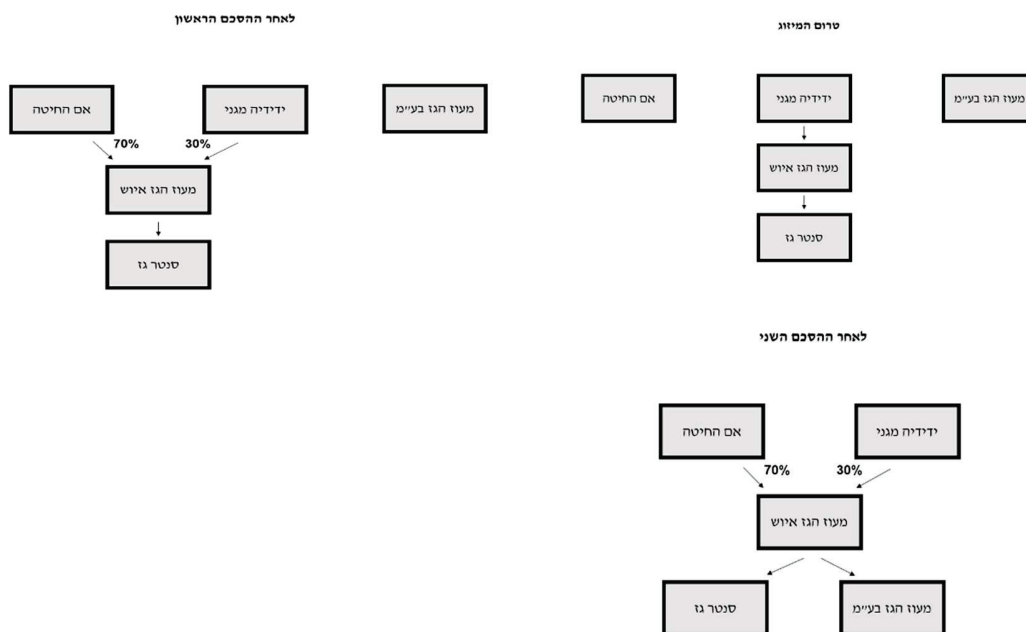 טרום המיזוג
מעוז הגז בע״מ
ידידיה מגני
אם החיטה
מעוז הגז איוש
סנטר גז
לאחר ההסכם הראשון
מעוז הגז בע״מ
ידידיה מגני
אם החיטה
30%
70%
מעוז הגז איוש
סנטר גז
לאחר ההסכם השני
ידידיה מגני
אם החיטה
30%
70%
מעוז הגז איוש
מעוז הגז בע״מ
סנטר גז